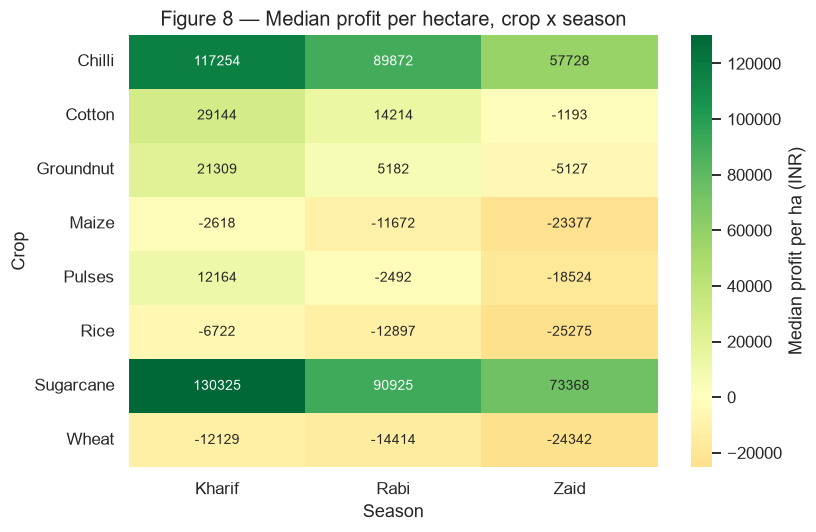 Figure 8 — Median profit per hectare, crop x season
Chilli 117254 89872 57728
Cotton 29144 14214 -1193
Groundnut 21309 5182 -5127
Maize -2618 -11672 -23377
Pulses 12164 -2492 -18524
Rice -6722 -12897 -25275
Sugarcane 130325 90925 73368
Wheat -12129 -14414 -24342
Kharif Rabi Zaid
Season
Crop
120000
100000
80000
60000
40000
20000
0
−20000
Median profit per ha (INR)